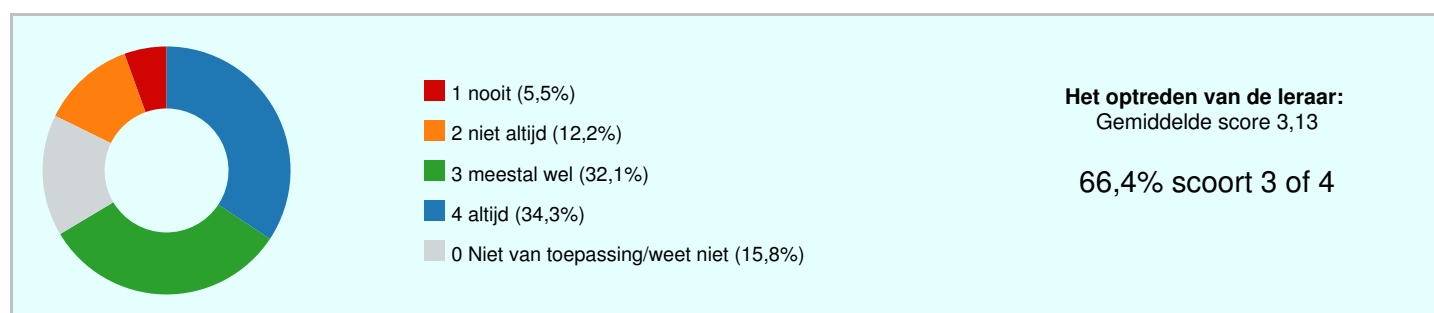 1 nooit (5,5%)
2 niet altijd (12,2%)
3 meestal wel (32,1%)
4 altijd (34,3%)
0 Niet van toepassing/weet niet (15,8%)
Het optreden van de leraar:
Gemiddelde score 3,13
66,4% scoort 3 of 4